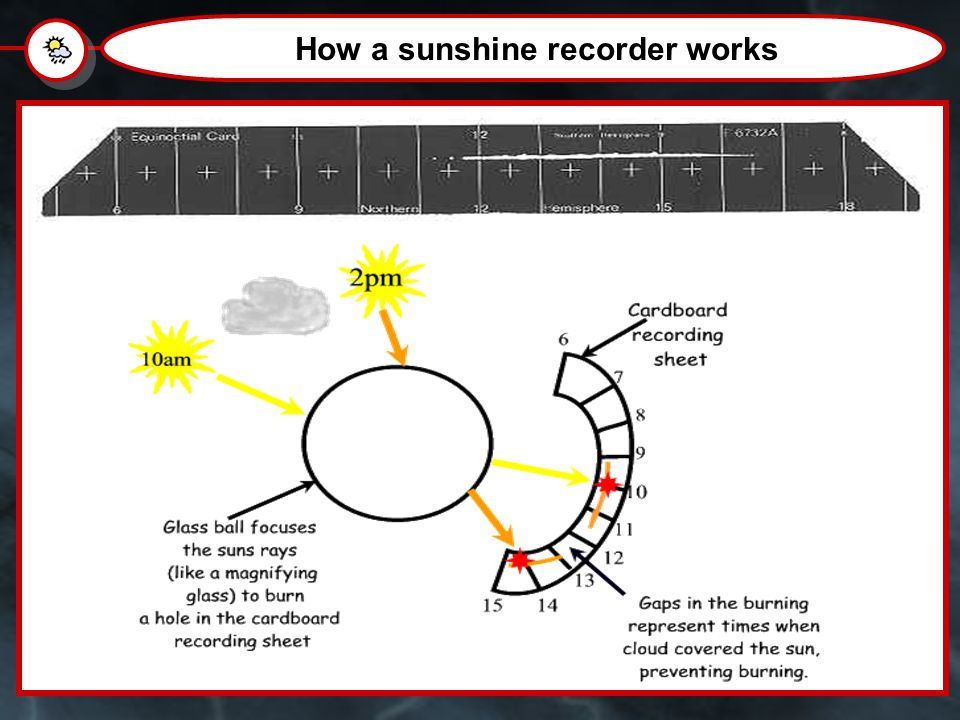 How a sunshine recorder works
Equinoctial Card 12 Southern Hemisphere 9 F 6732A
6 9 Northern 12 Hemisphere 15 18
2pm
10am
Cardboard
recording
sheet
6
7
8
9
10
11
12
13
14
15
Glass ball focuses
the suns rays
(like a magnifying
glass) to burn
a hole in the cardboard
recording sheet
Gaps in the burning
represent times when
cloud covered the sun,
preventing burning.